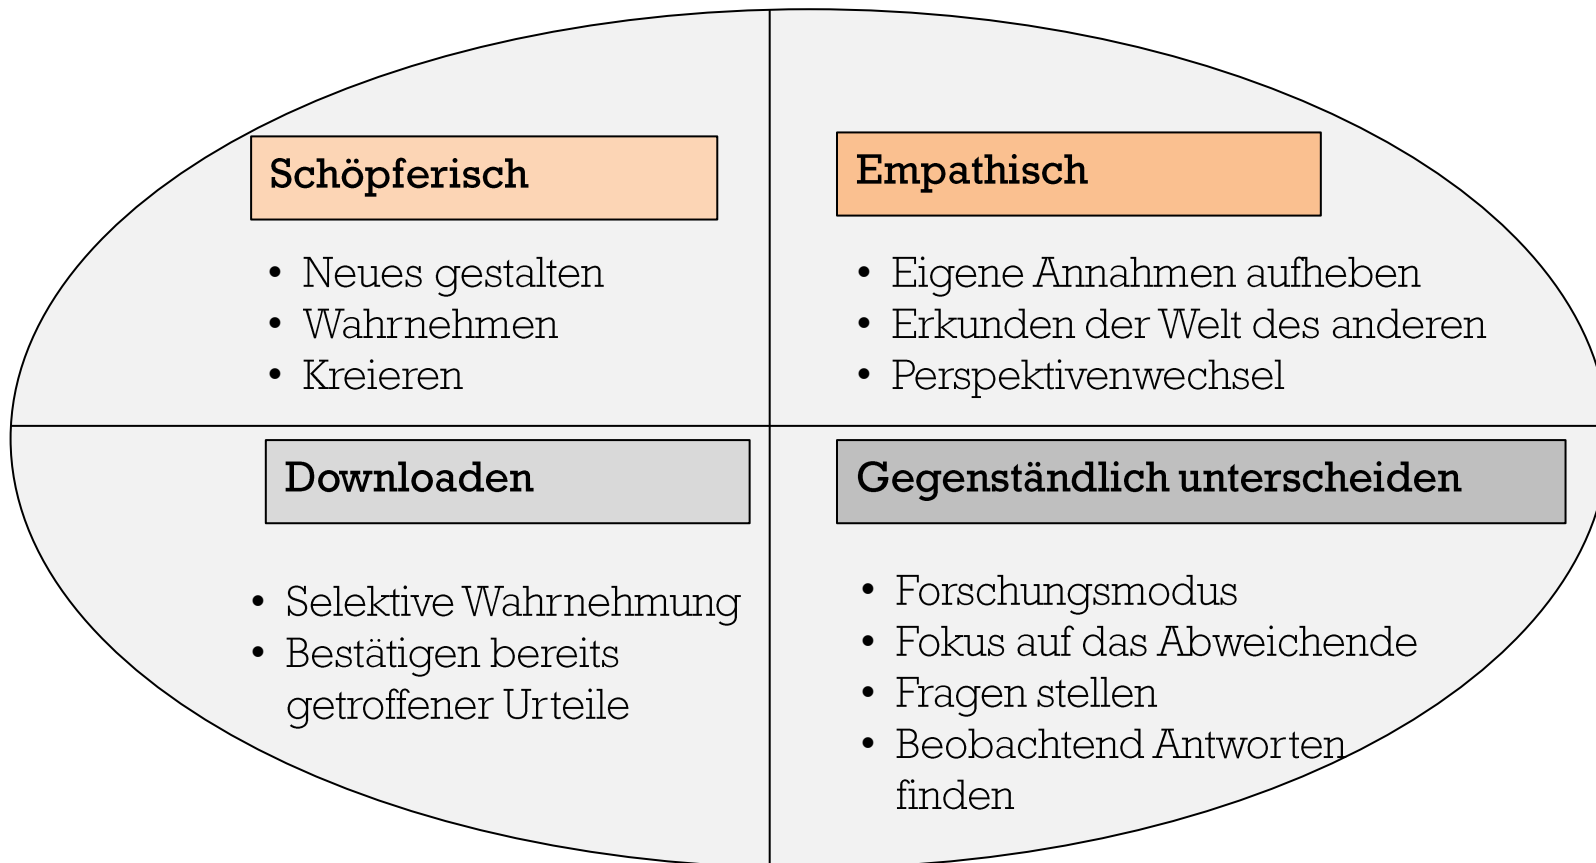 Schöpferisch
• Neues gestalten
• Wahrnehmen
• Kreieren
Empathisch
• Eigene Annahmen aufheben
• Erkunden der Welt des anderen
• Perspektivenwechsel
Downloaden
• Selektive Wahrnehmung
• Bestätigen bereits
getroffener Urteile
Gegenständlich unterscheiden
• Forschungsmodus
• Fokus auf das Abweichende
• Fragen stellen
• Beobachtend Antworten
finden